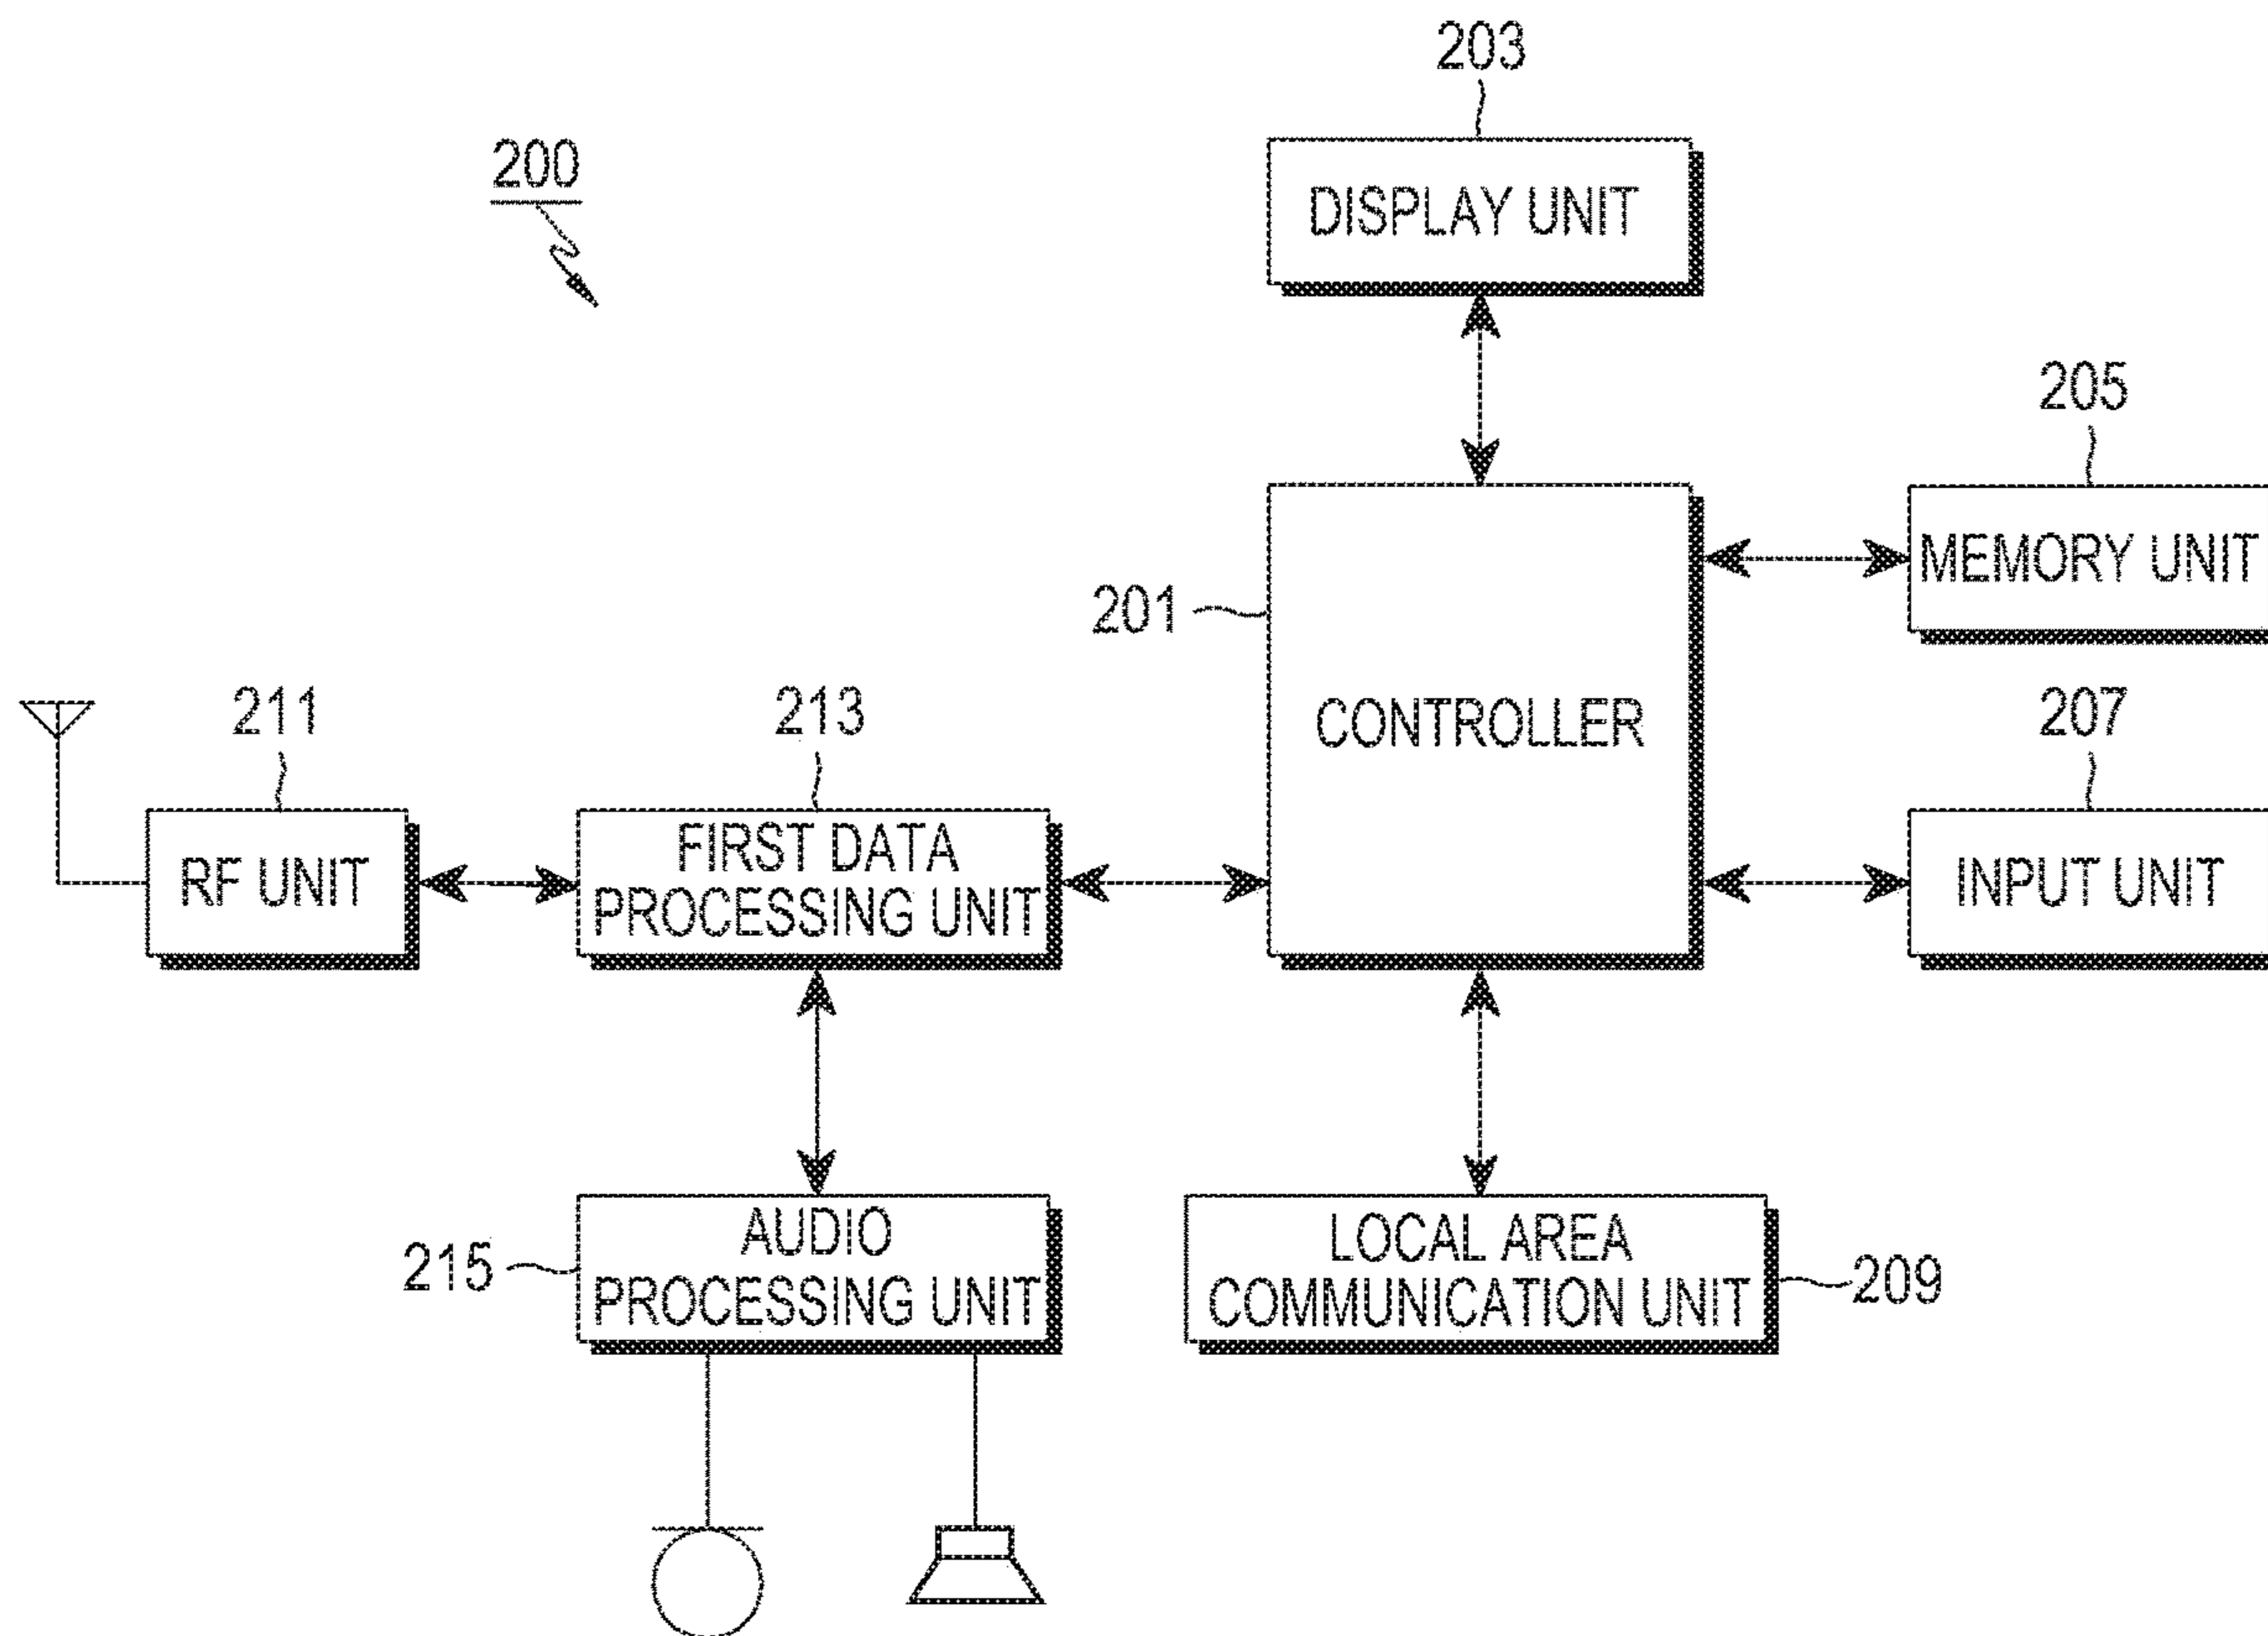 203
200
DISPLAY UNIT
205
201
MEMORY UNIT
CONTROLLER
211
213
207
RF UNIT
FIRST DATA
PROCESSING UNIT
INPUT UNIT
215
AUDIO
PROCESSING UNIT
LOCAL AREA
COMMUNICATION UNIT
209